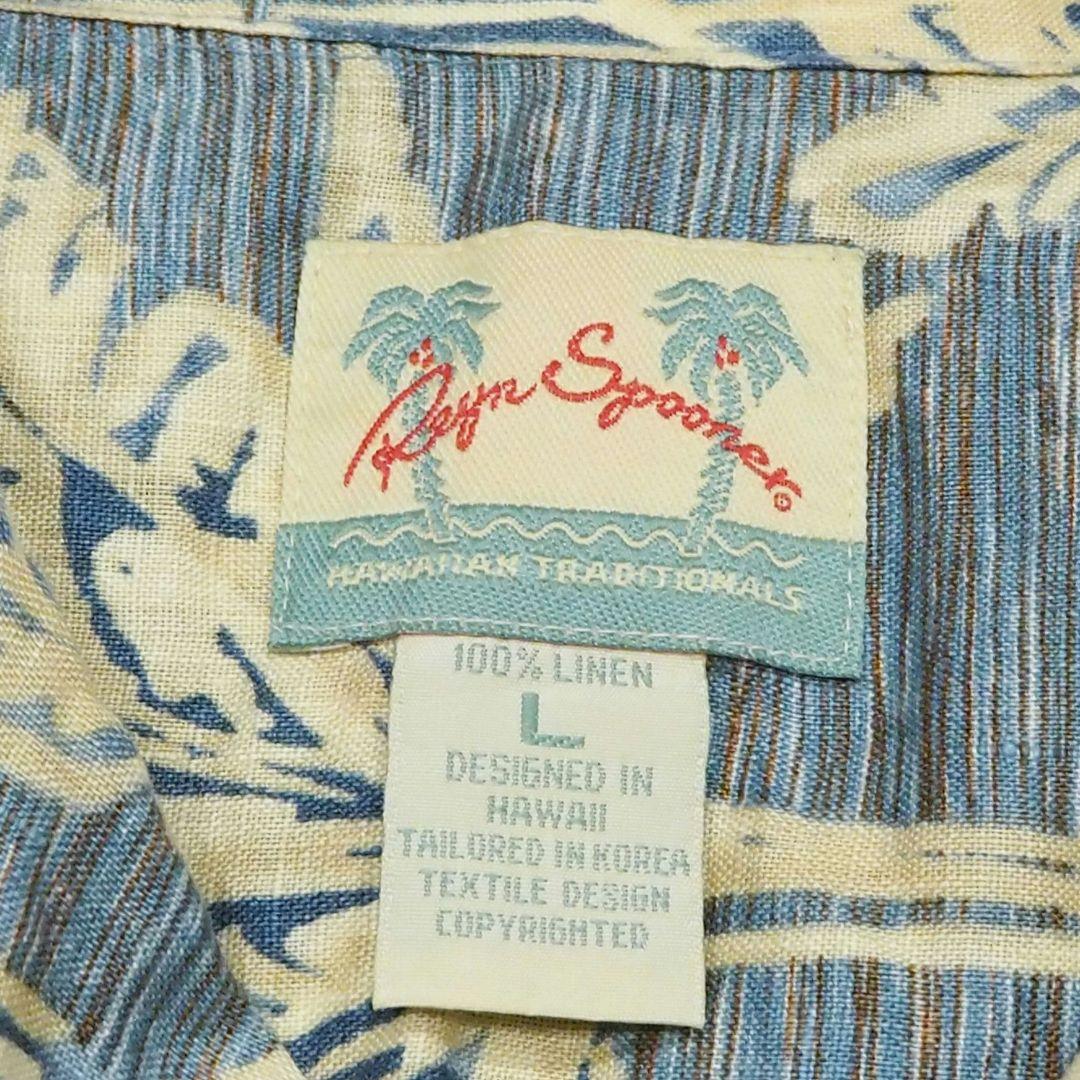 Reyn Spooner®
HAWAIIAN TRADITIONALS
100% LINEN
L
DESIGNED IN
HAWAII
TAILORED IN KOREA
TEXTILE DESIGN
COPYRIGHTED